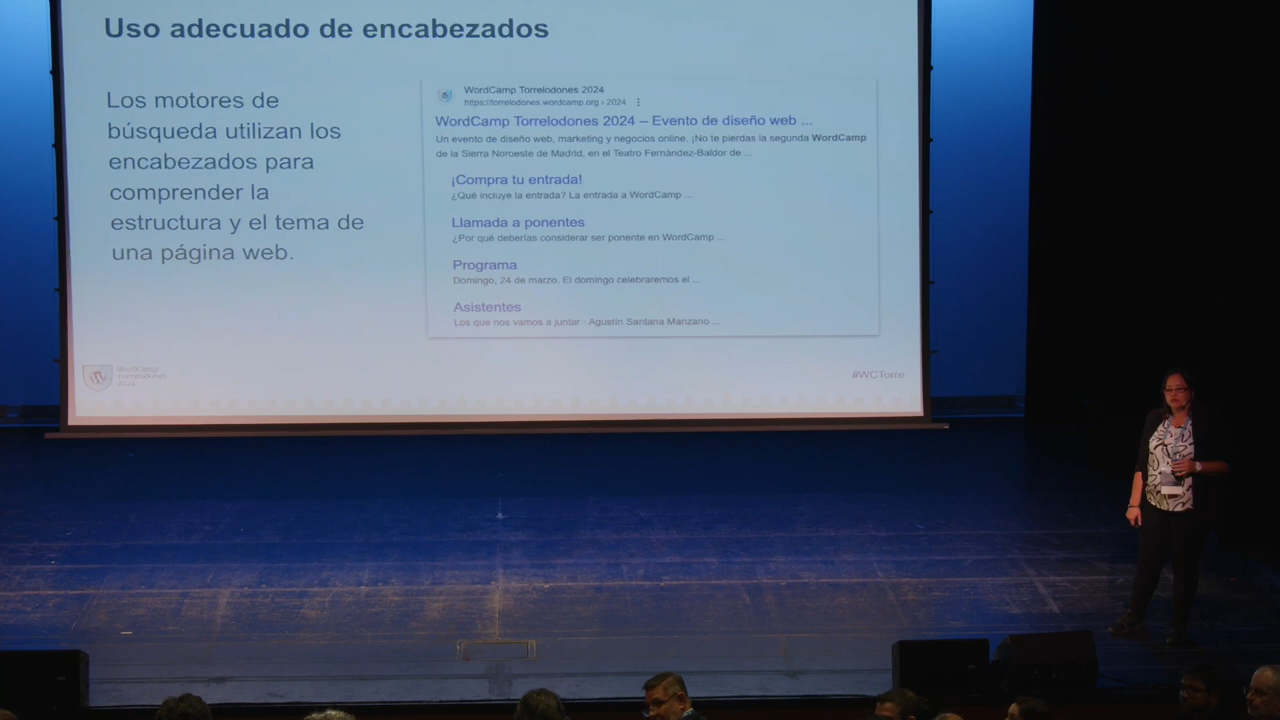 Uso adecuado de encabezados
Los motores de
búsqueda utilizan los
encabezados para
comprender la
estructura y el tema de
una página web.
WordCamp Torrelodones 2024
https://torrelodones.wordcamp.org › 2024
WordCamp Torrelodones 2024 – Evento de diseño web ...
Un evento de diseño web, marketing y negocios online. ¡No te pierdas la segunda WordCamp
de la Sierra Noroeste de Madrid, en el Teatro Fernández-Baldor de ...
¡Compra tu entrada!
¿Qué incluye la entrada? La entrada a WordCamp ...
Llamada a ponentes
¿Por qué deberías considerar ser ponente en WordCamp ...
Programa
Domingo, 24 de marzo. El domingo celebraremos el ...
Asistentes
Los que nos vamos a juntar · Agustín Santana Manzano ...
WordCamp
Torrelodones
2024
#WCTorre